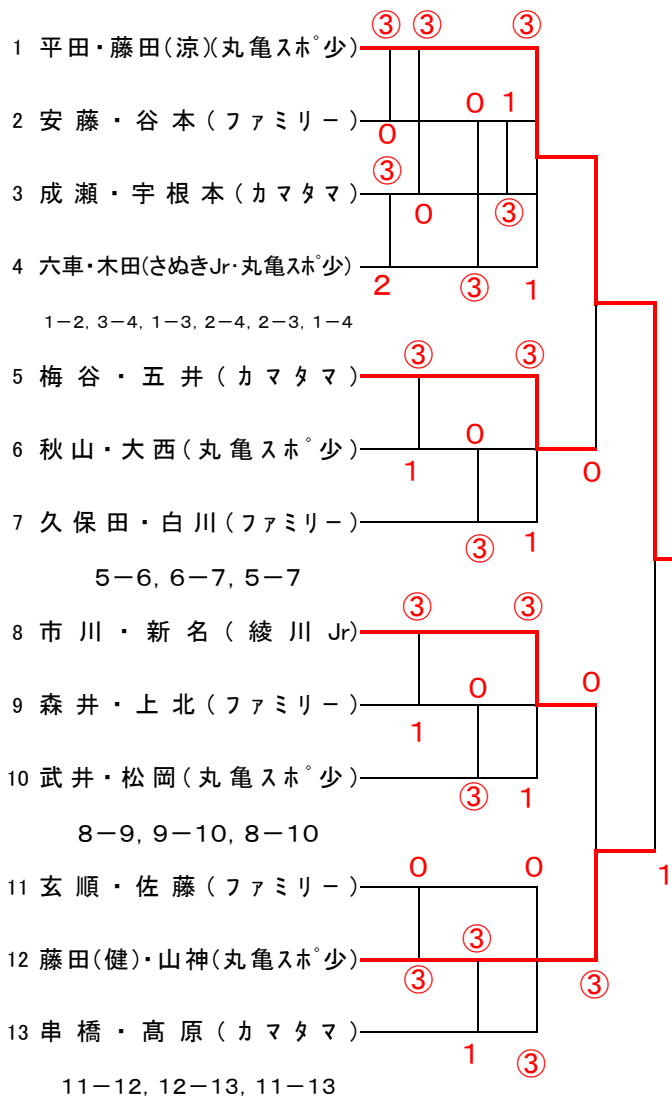 ③ ③ ③
1 平田・藤田(涼)(丸亀スポ少)
0 1
2 安藤・谷本(ファミリー)
0
③
3 成瀬・宇根本(カマタマ)
0 ③
4 六車・木田(さぬきJr・丸亀スポ少)
2 ③ 1
1－2, 3－4, 1－3, 2－4, 2－3, 1－4
③ ③
5 梅谷・五井(カマタマ)
0
6 秋山・大西(丸亀スポ少)
1 0
7 久保田・白川(ファミリー)
③ 1
5－6, 6－7, 5－7
③ ③
8 市川・新名(綾川Jr)
0 0
9 森井・上北(ファミリー)
1
10 武井・松岡(丸亀スポ少)
③ 1
8－9, 9－10, 8－10
0 0 1
11 玄順・佐藤(ファミリー)
③
12 藤田(健)・山神(丸亀スポ少)
③ ③
13 串橋・髙原(カマタマ)
1 ③
11－12, 12－13, 11－13